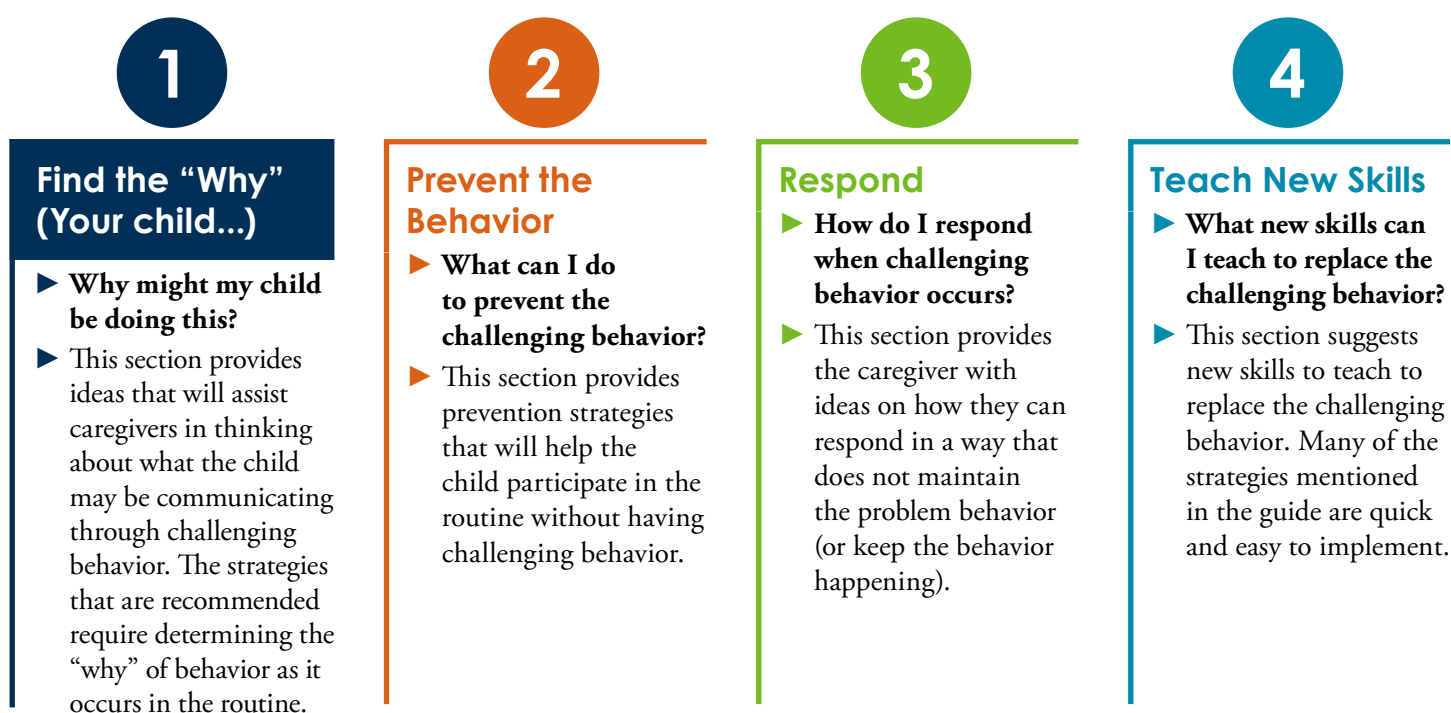 1
Find the “Why”
(Your child...)
► Why might my child
be doing this?
► This section provides
ideas that will assist
caregivers in thinking
about what the child
may be communicating
through challenging
behavior. The strategies
that are recommended
require determining the
“why” of behavior as it
occurs in the routine.
2
Prevent the
Behavior
► What can I do
to prevent the
challenging behavior?
► This section provides
prevention strategies
that will help the
child participate in the
routine without having
challenging behavior.
3
Respond
► How do I respond
when challenging
behavior occurs?
► This section provides
the caregiver with
ideas on how they can
respond in a way that
does not maintain
the problem behavior
(or keep the behavior
happening).
4
Teach New Skills
► What new skills can
I teach to replace the
challenging behavior?
► This section suggests
new skills to teach to
replace the challenging
behavior. Many of the
strategies mentioned
in the guide are quick
and easy to implement.